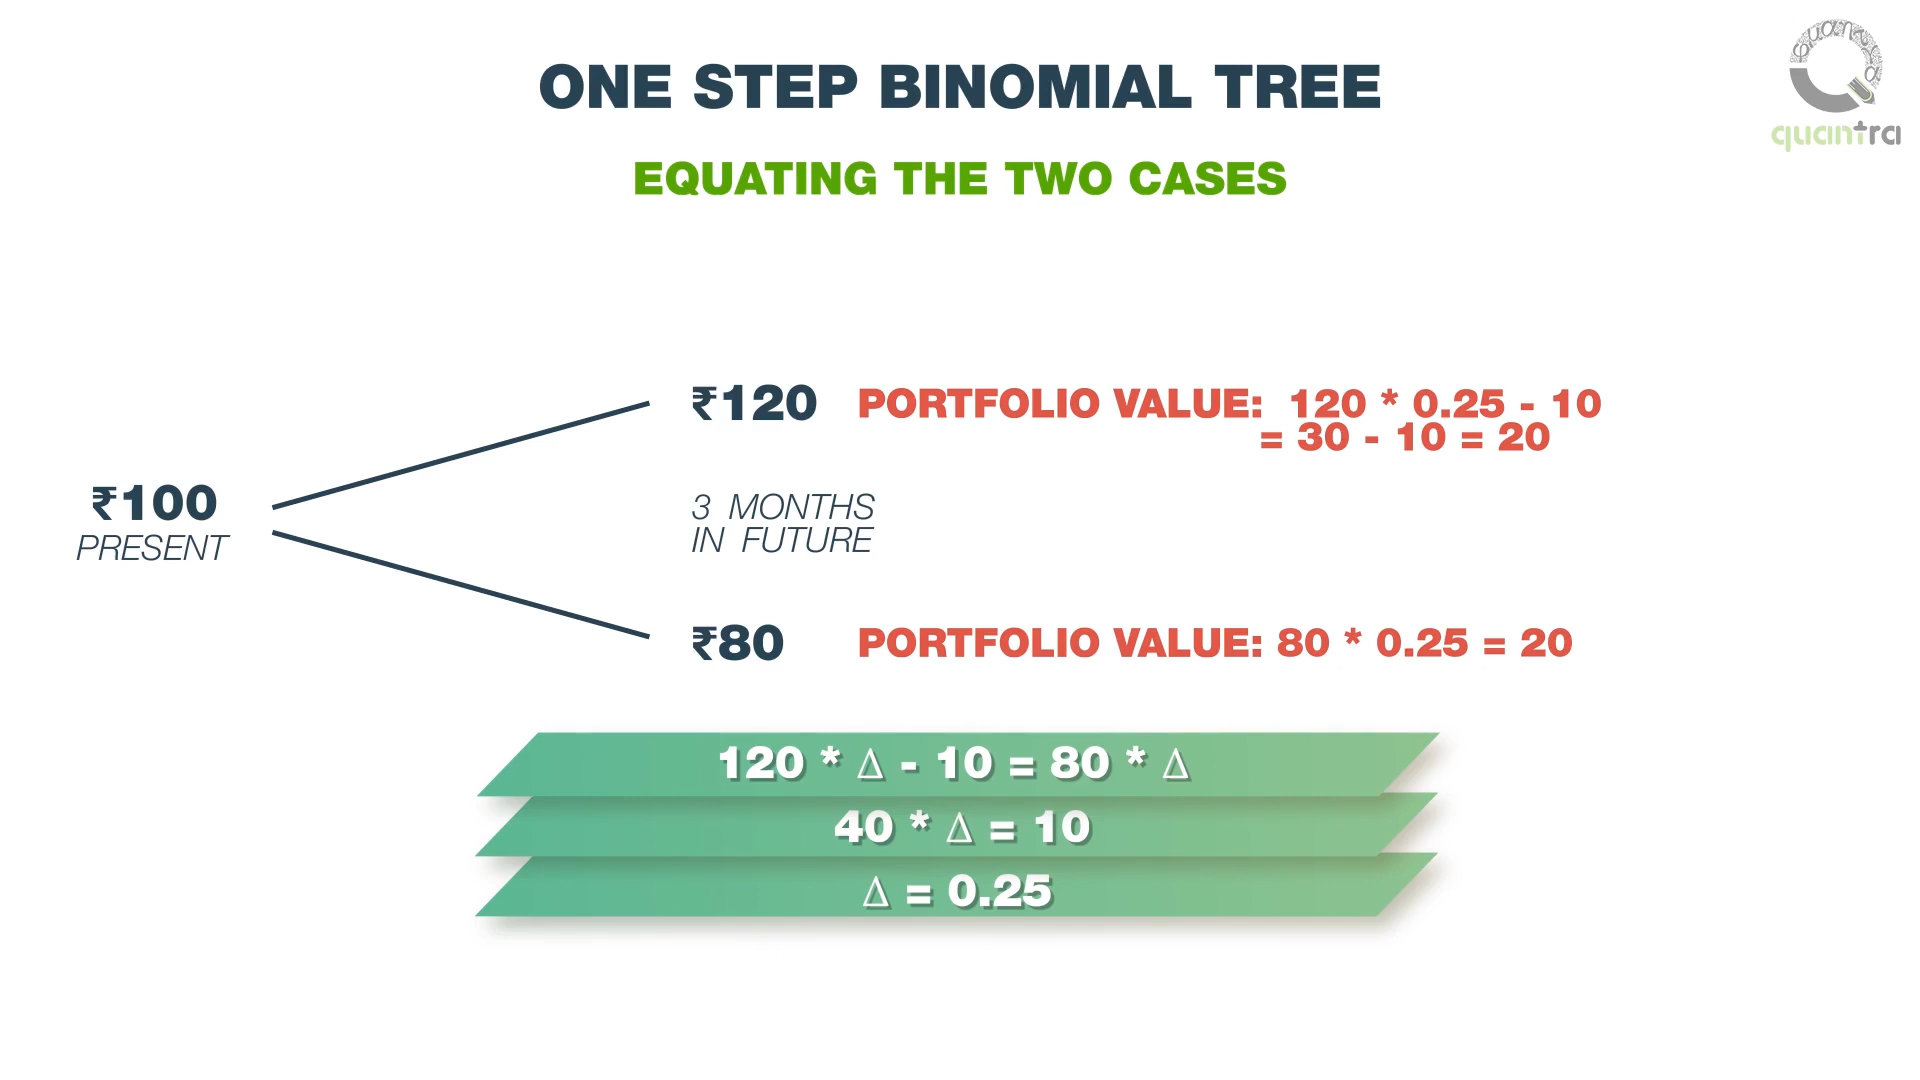 quantra
ONE STEP BINOMIAL TREE
EQUATING THE TWO CASES
₹120 PORTFOLIO VALUE: 120 * 0.25 - 10
= 30 - 10 = 20
₹100
PRESENT
3 MONTHS
IN FUTURE
₹80 PORTFOLIO VALUE: 80 * 0.25 = 20
120 * Δ - 10 = 80 * Δ
40 * Δ = 10
Δ = 0.25